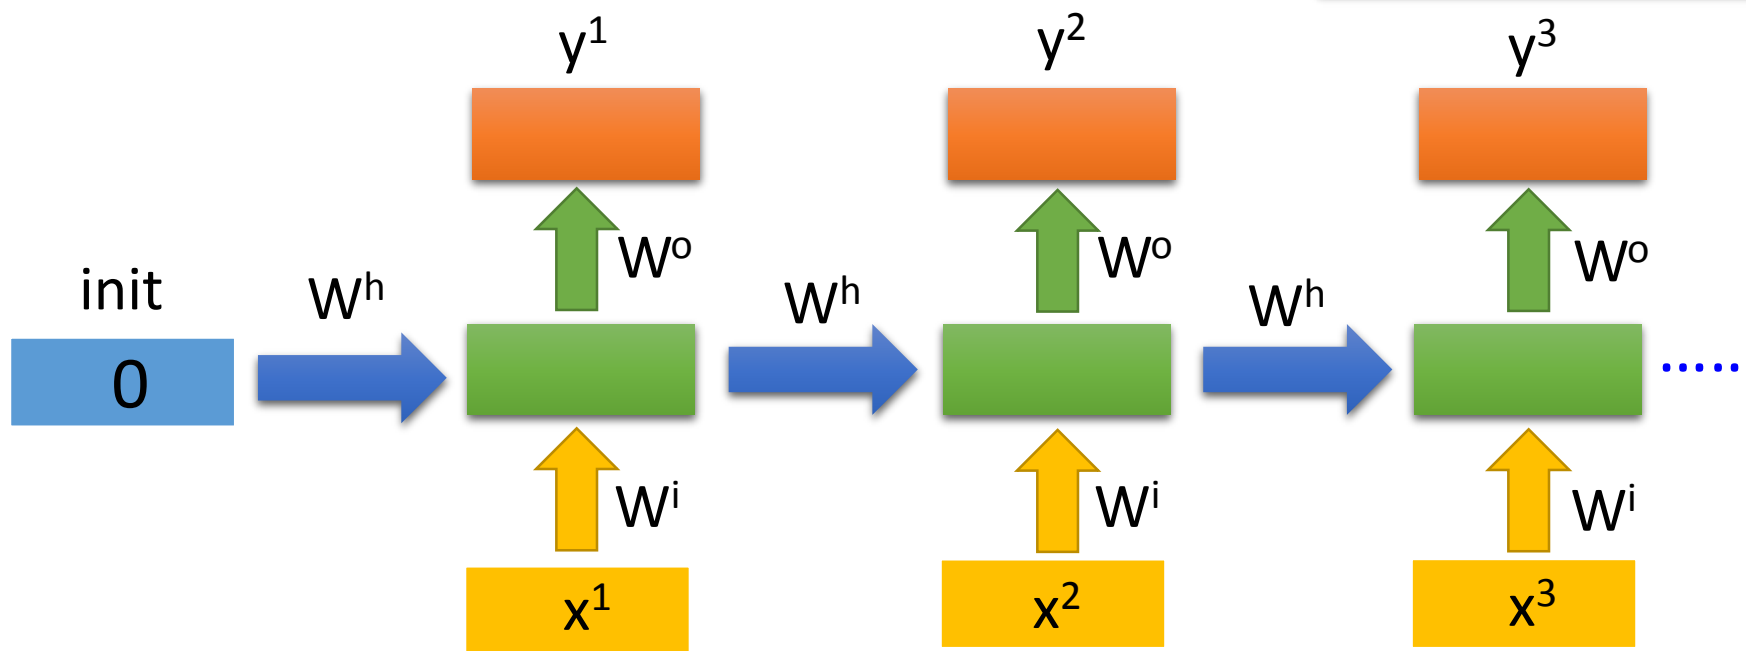 y¹ y² y³
Wᵒ Wᵒ Wᵒ
init Wʰ Wʰ Wʰ
0 .....
Wⁱ Wⁱ Wⁱ
x¹ x² x³